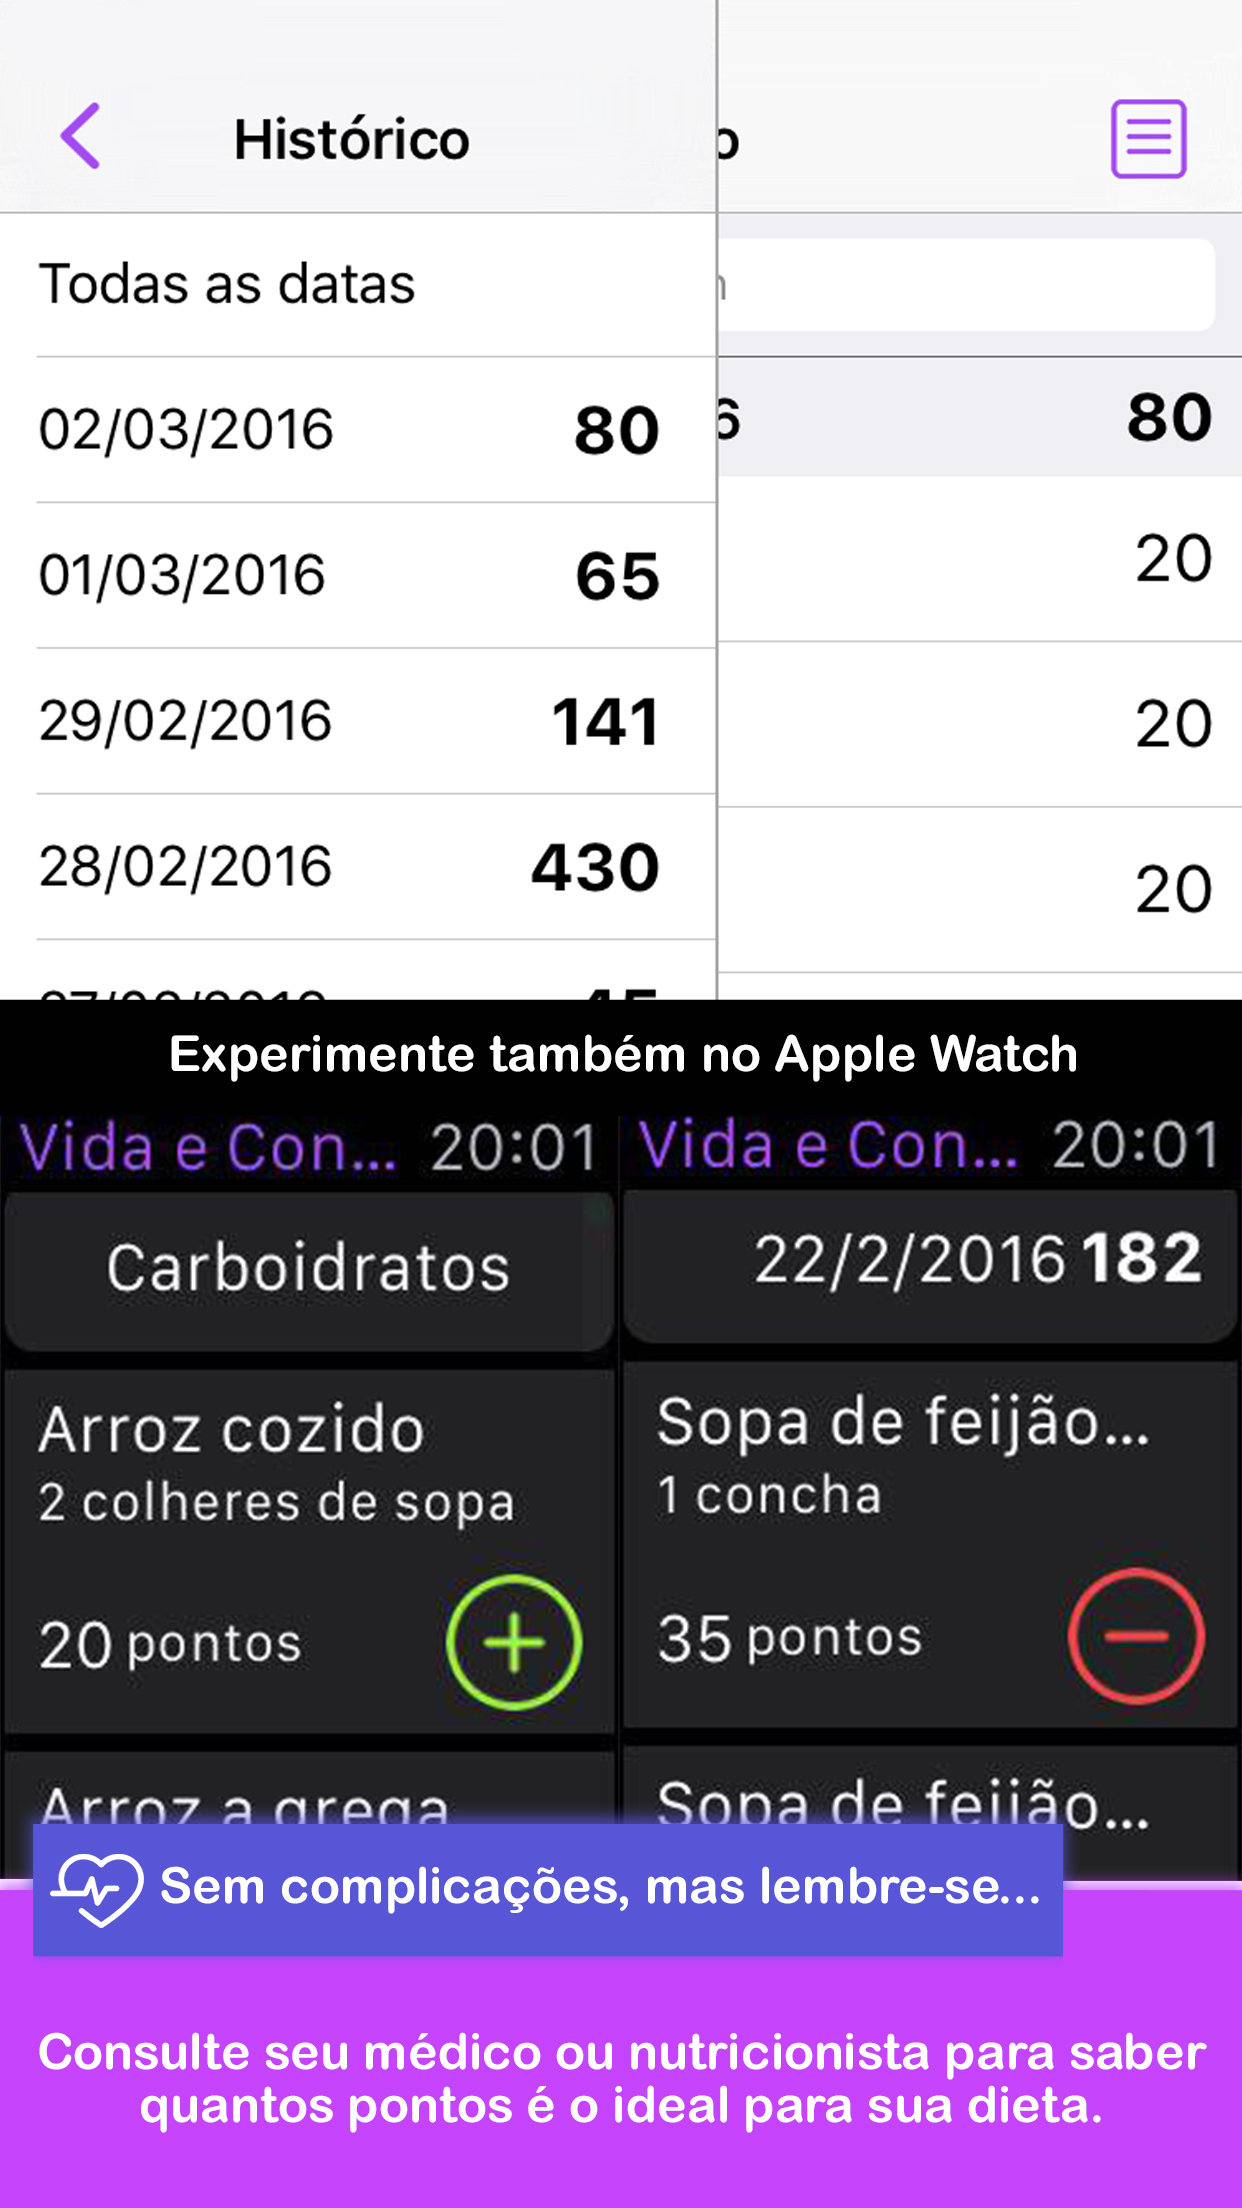 Histórico
Todas as datas
02/03/2016 80
01/03/2016 65
29/02/2016 141
28/02/2016 430
o
6 80
20
20
20
Experimente também no Apple Watch
Vida e Con... 20:01
Carboidratos
Arroz cozido
2 colheres de sopa
20 pontos
Arroz a grega
Vida e Con... 20:01
22/2/2016 182
Sopa de feijão...
1 concha
35 pontos
Sopa de feijão...
Sem complicações, mas lembre-se...
Consulte seu médico ou nutricionista para saber
quantos pontos é o ideal para sua dieta.